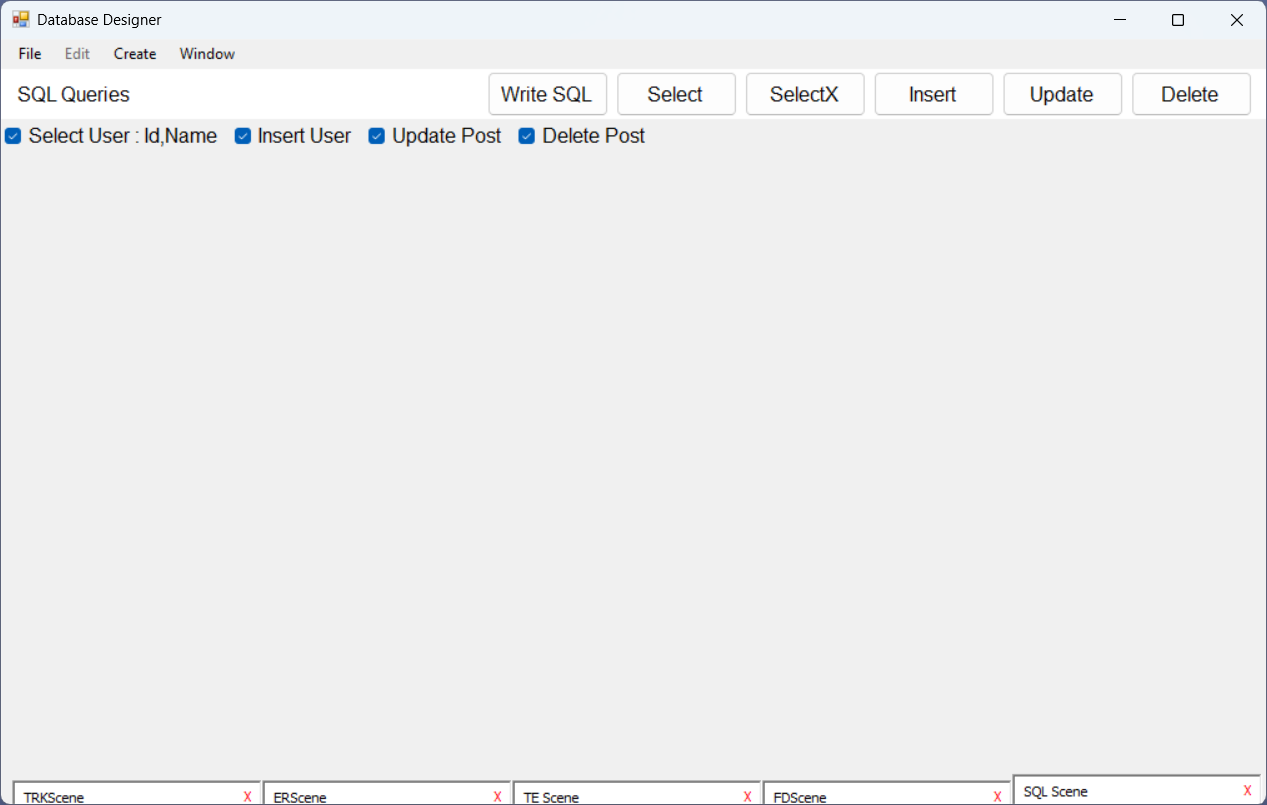 Database Designer
File Edit Create Window
SQL Queries Write SQL Select SelectX Insert Update Delete
Select User : Id,Name Insert User Update Post Delete Post
TRKScene X ERScene X TE Scene X FDScene X SQL Scene X